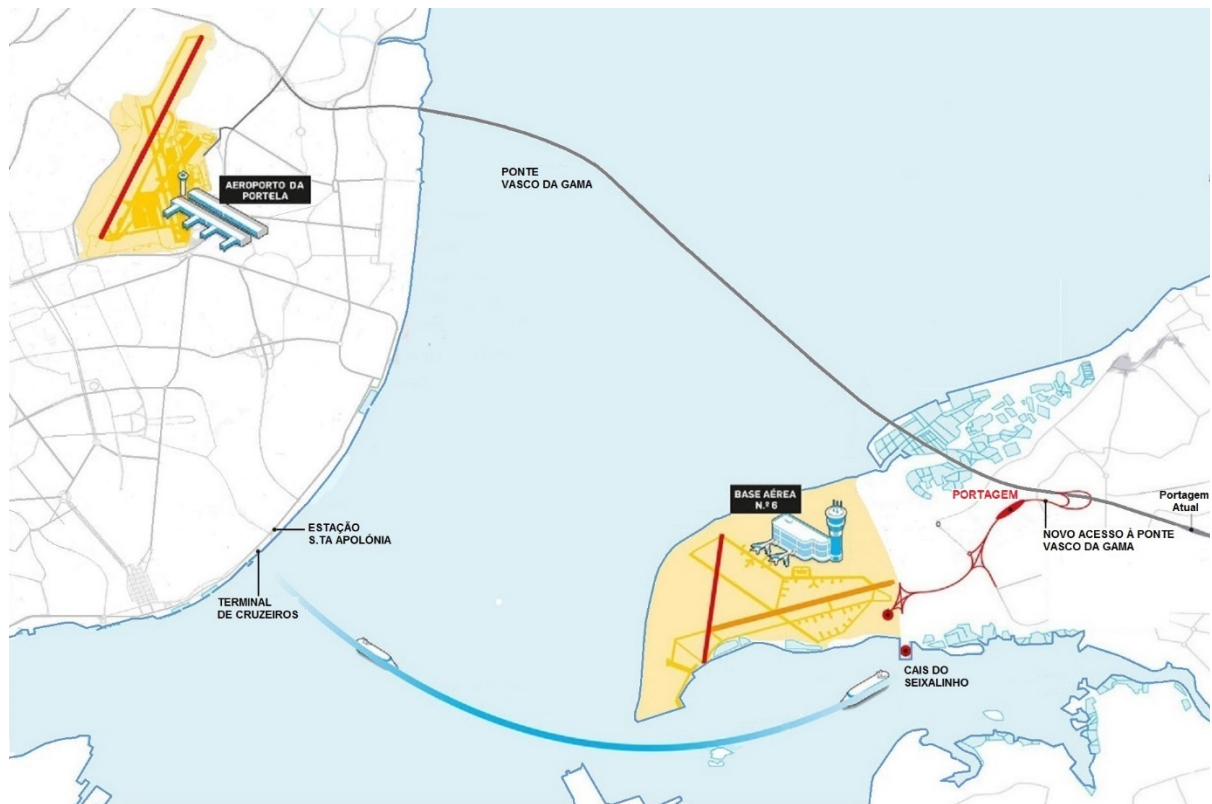 AEROPORTO DA
PORTELA
PONTE
VASCO DA GAMA
BASE AÉREA
N.º 6
PORTAGEM
Portagem
Atual
NOVO ACESSO À PONTE
VASCO DA GAMA
ESTAÇÃO
S.TA APOLÓNIA
TERMINAL
DE CRUZEIROS
CAIS DO
SEIXALINHO